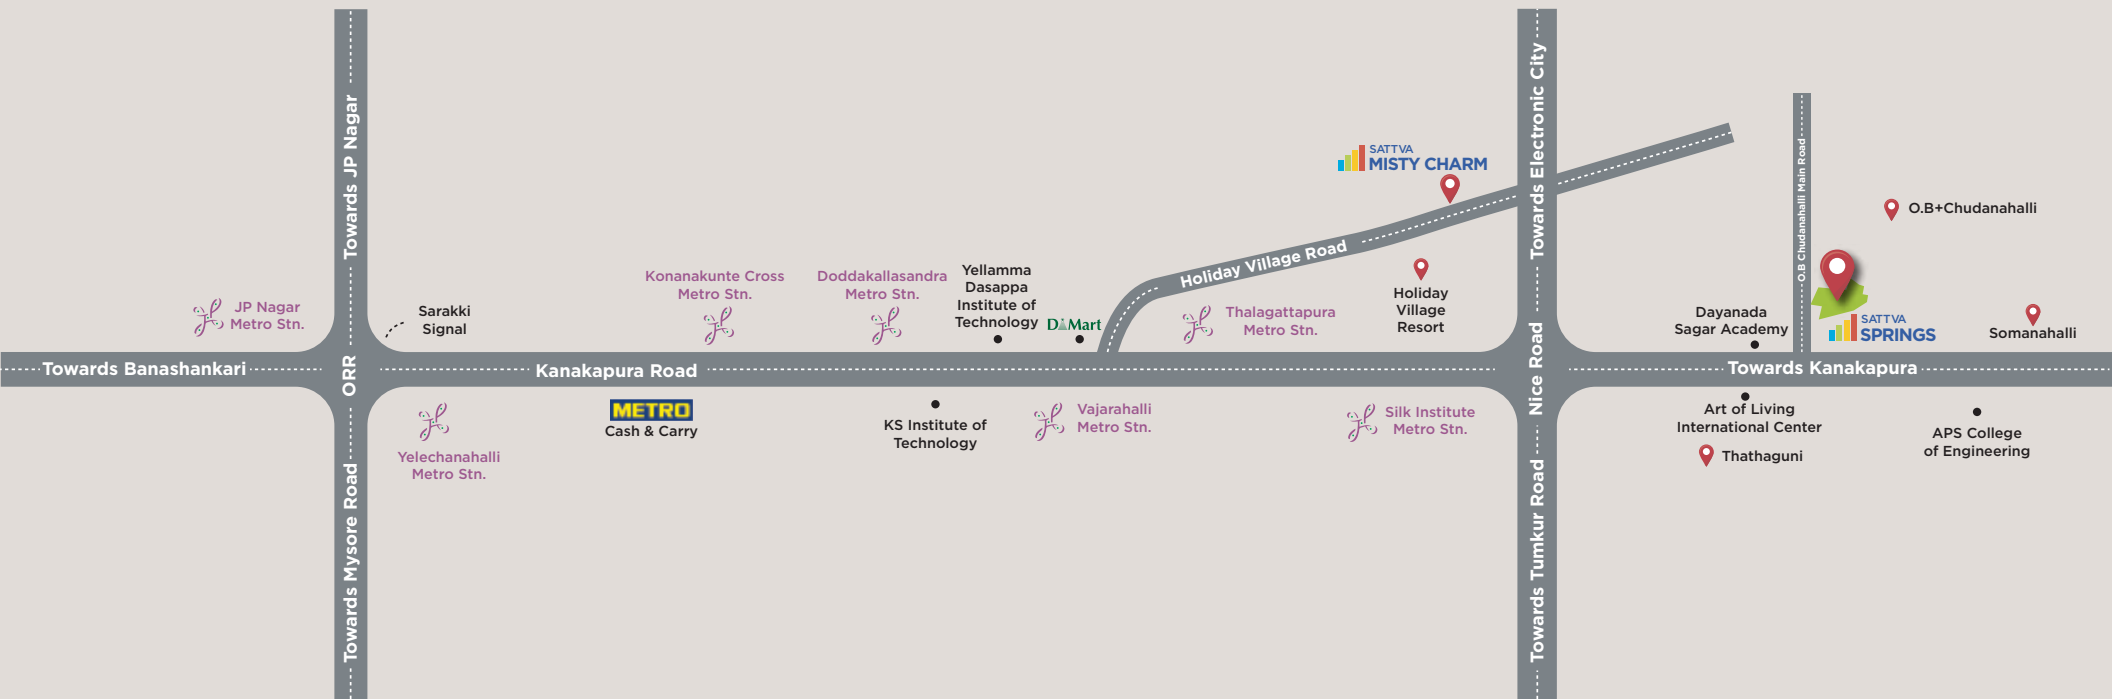 Towards JP Nagar
Towards Electronic City
SATTVA
MISTY CHARM
O.B Chudanahalli Main Road
O.B+Chudanahalli
Holiday Village Road
Konanakunte Cross
Metro Stn.
Doddakallasandra
Metro Stn.
Yellamma
Dasappa
Institute of
Technology
JP Nagar
Metro Stn.
Sarakki
Signal
D Mart
Thalagattapura
Metro Stn.
Holiday
Village
Resort
Dayanada
Sagar Academy
SATTVA
SPRINGS
Somanahalli
Towards Banashankari
ORR
Kanakapura Road
Nice Road
Towards Kanakapura
Yelechanahalli
Metro Stn.
METRO
Cash & Carry
KS Institute of
Technology
Vajarahalli
Metro Stn.
Silk Institute
Metro Stn.
Art of Living
International Center
Thathaguni
APS College
of Engineering
Towards Mysore Road
Towards Tumkur Road